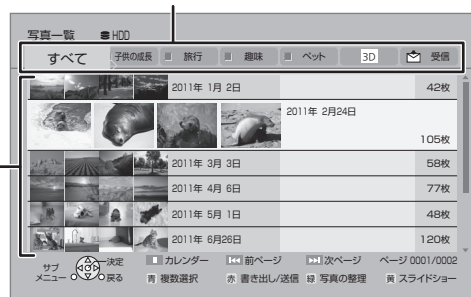 写真一覧 HDD
すべて 子供の成長 旅行 趣味 ペット 3D 受信
2011年 1月 2日 42枚
2011年 2月24日
105枚
2011年 3月 3日 58枚
2011年 4月 6日 77枚
2011年 5月 1日 48枚
2011年 6月26日 120枚
サブメニュー 決定 戻る
カレンダー 前ページ 次ページ ページ 0001/0002
青 複数選択 赤 書き出し/送信 緑 写真の整理 黄 スライドショー